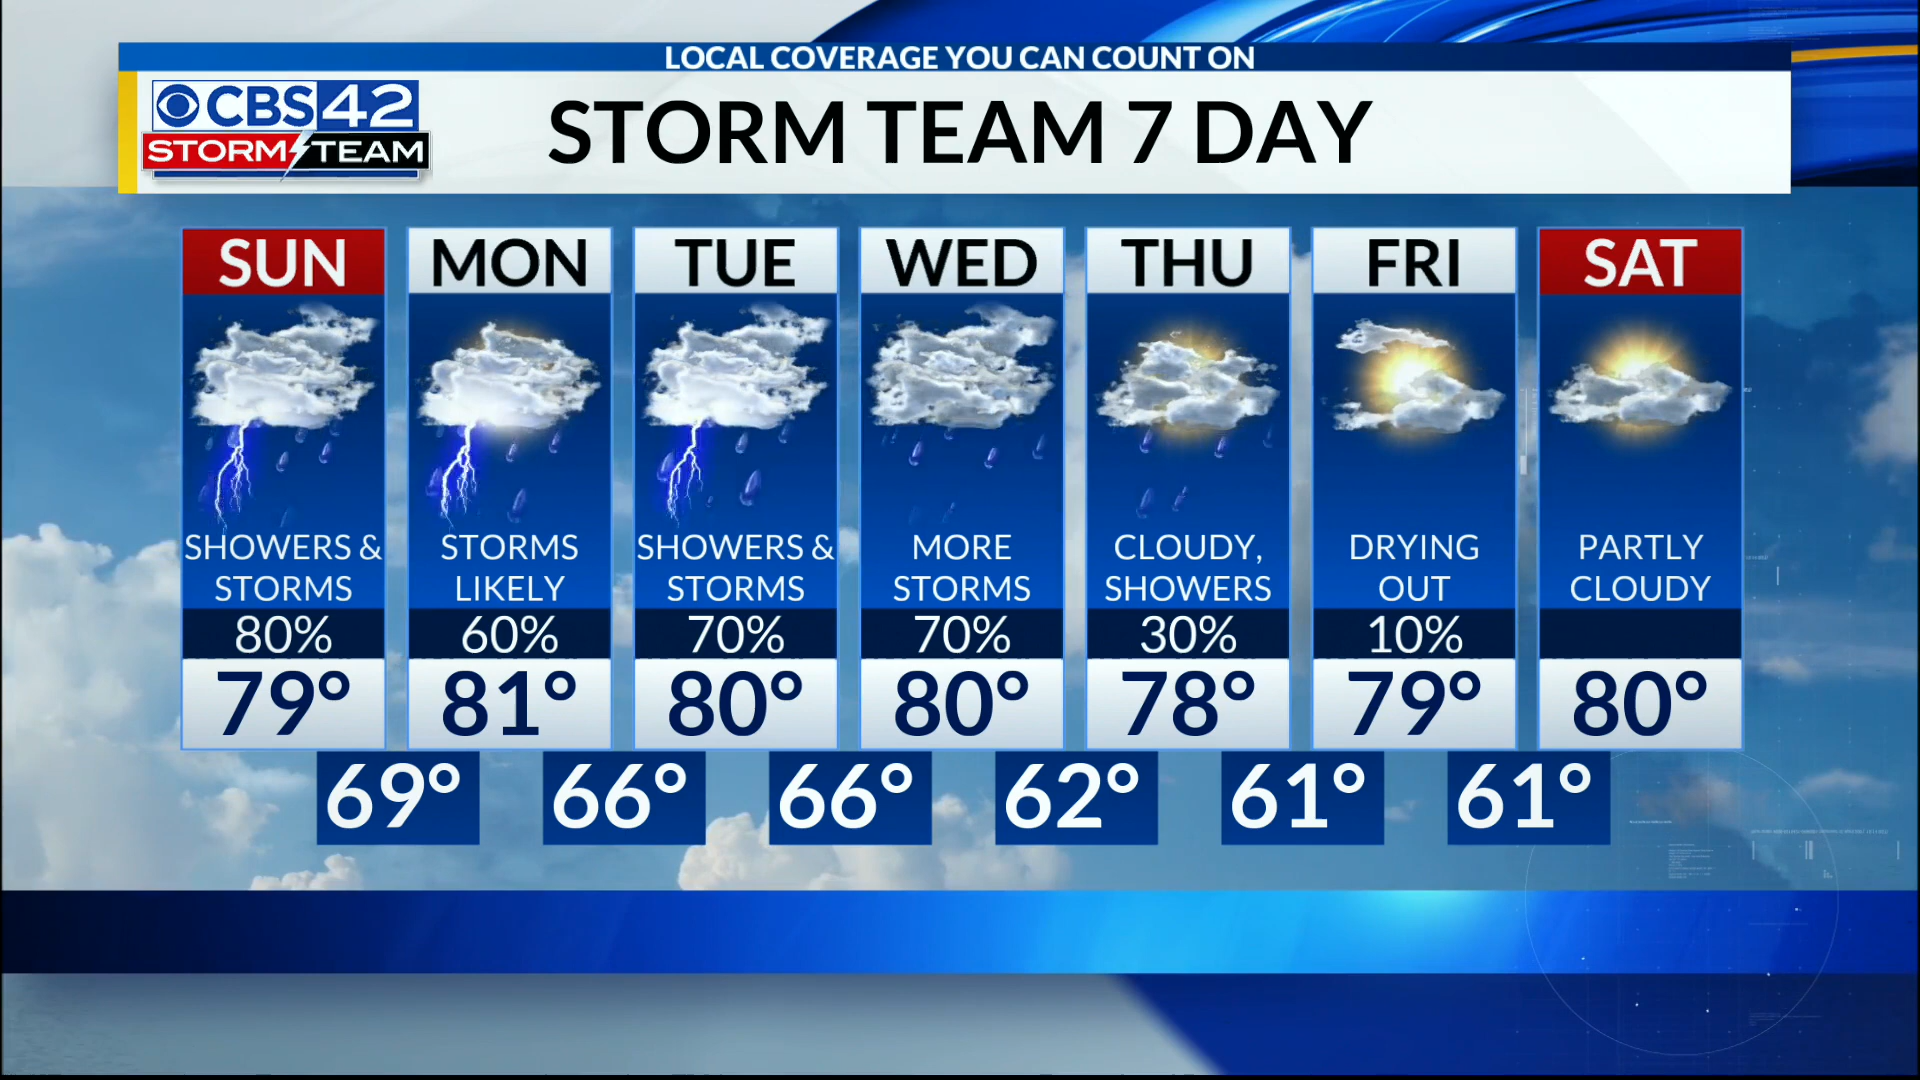 LOCAL COVERAGE YOU CAN COUNT ON
CBS 42
STORM TEAM
STORM TEAM 7 DAY
SUN MON TUE WED THU FRI SAT
SHOWERS & STORMS SHOWERS & MORE CLOUDY, DRYING PARTLY
STORMS LIKELY STORMS STORMS SHOWERS OUT CLOUDY
80% 60% 70% 70% 30% 10%
79° 81° 80° 80° 78° 79° 80°
69° 66° 66° 62° 61° 61°